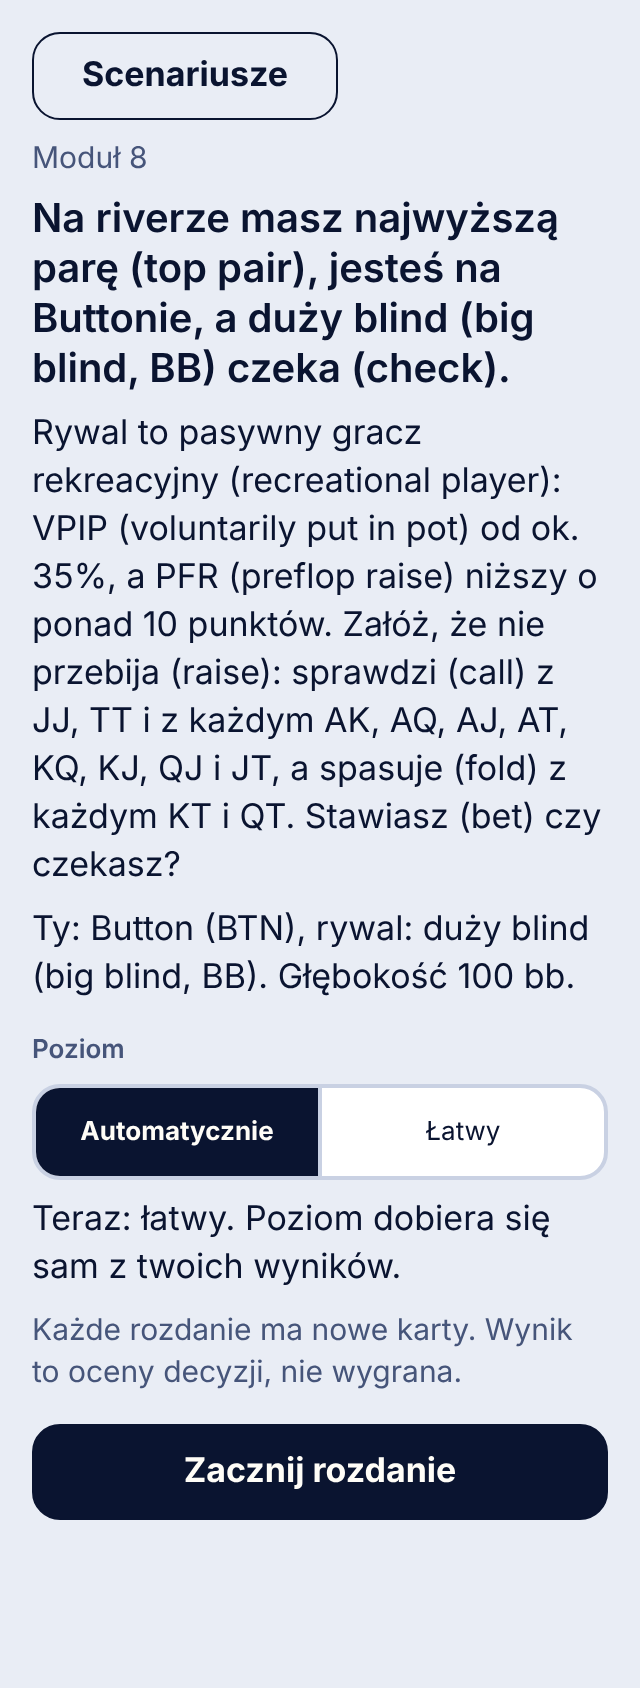 Scenariusze
Moduł 8
Na riverze masz najwyższą
parę (top pair), jesteś na
Buttonie, a duży blind (big
blind, BB) czeka (check).
Rywal to pasywny gracz
rekreacyjny (recreational player):
VPIP (voluntarily put in pot) od ok.
35%, a PFR (preflop raise) niższy o
ponad 10 punktów. Załóż, że nie
przebija (raise): sprawdzi (call) z
JJ, TT i z każdym AK, AQ, AJ, AT,
KQ, KJ, QJ i JT, a spasuje (fold) z
każdym KT i QT. Stawiasz (bet) czy
czekasz?
Ty: Button (BTN), rywal: duży blind
(big blind, BB). Głębokość 100 bb.
Poziom
Automatycznie
Łatwy
Teraz: łatwy. Poziom dobiera się
sam z twoich wyników.
Każde rozdanie ma nowe karty. Wynik
to oceny decyzji, nie wygrana.
Zacznij rozdanie